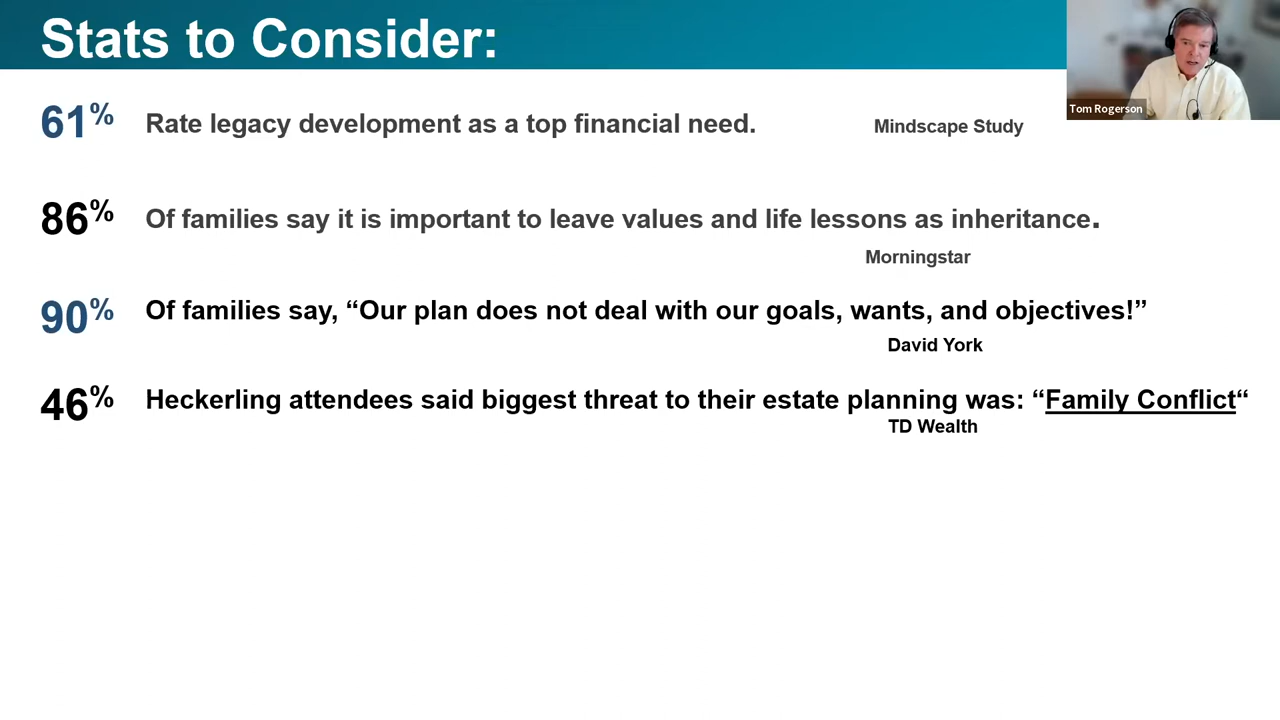 Stats to Consider:
Tom Rogerson
61% Rate legacy development as a top financial need. Mindscape Study
86% Of families say it is important to leave values and life lessons as inheritance.
Morningstar
90% Of families say, “Our plan does not deal with our goals, wants, and objectives!”
David York
46% Heckerling attendees said biggest threat to their estate planning was: “Family Conflict“
TD Wealth